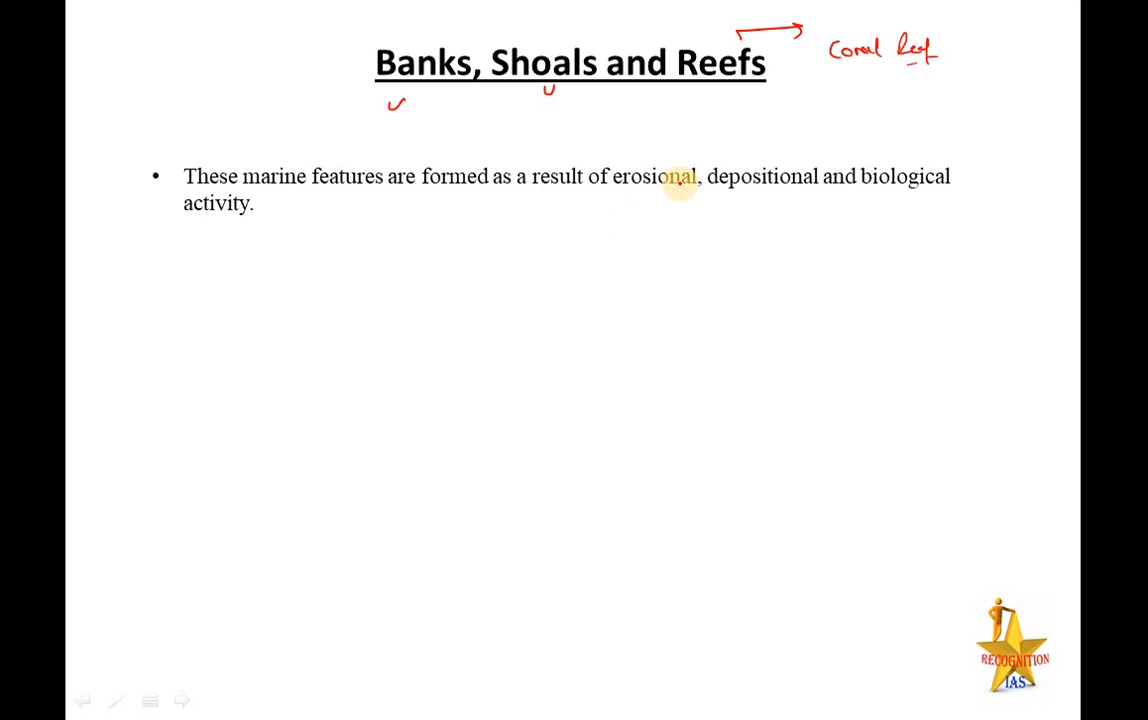 Banks, Shoals and Reefs
Coral Reef
• These marine features are formed as a result of erosional, depositional and biological
activity.
RECOGNITION
IAS